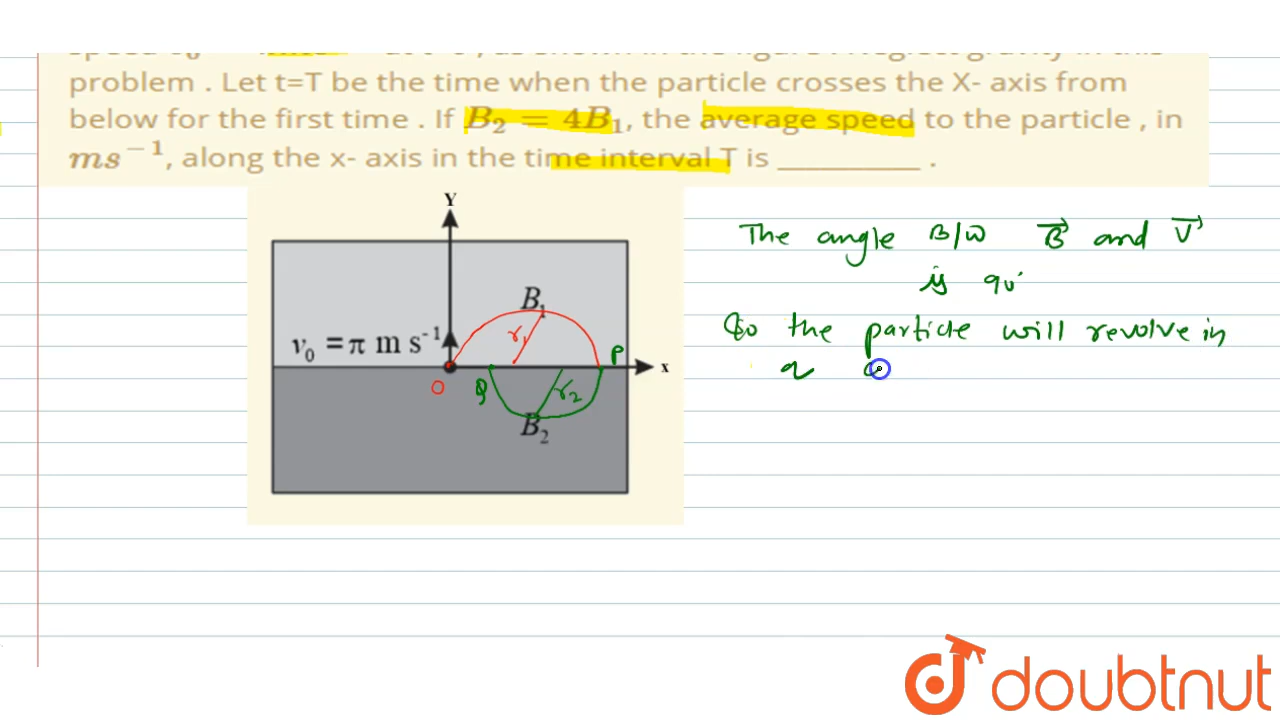 problem . Let t=T be the time when the particle crosses the X- axis from
below for the first time . If B₂ = 4B₁, the average speed to the particle , in
ms⁻¹, along the x- axis in the time interval T is __________ .
Y
B₁
r₁
v₀ = π m s⁻¹
P
x
O
Q
r₂
B₂
The angle B/W B⃗ and V⃗
is 90°
So the particle will revolve in
a
doubtnut